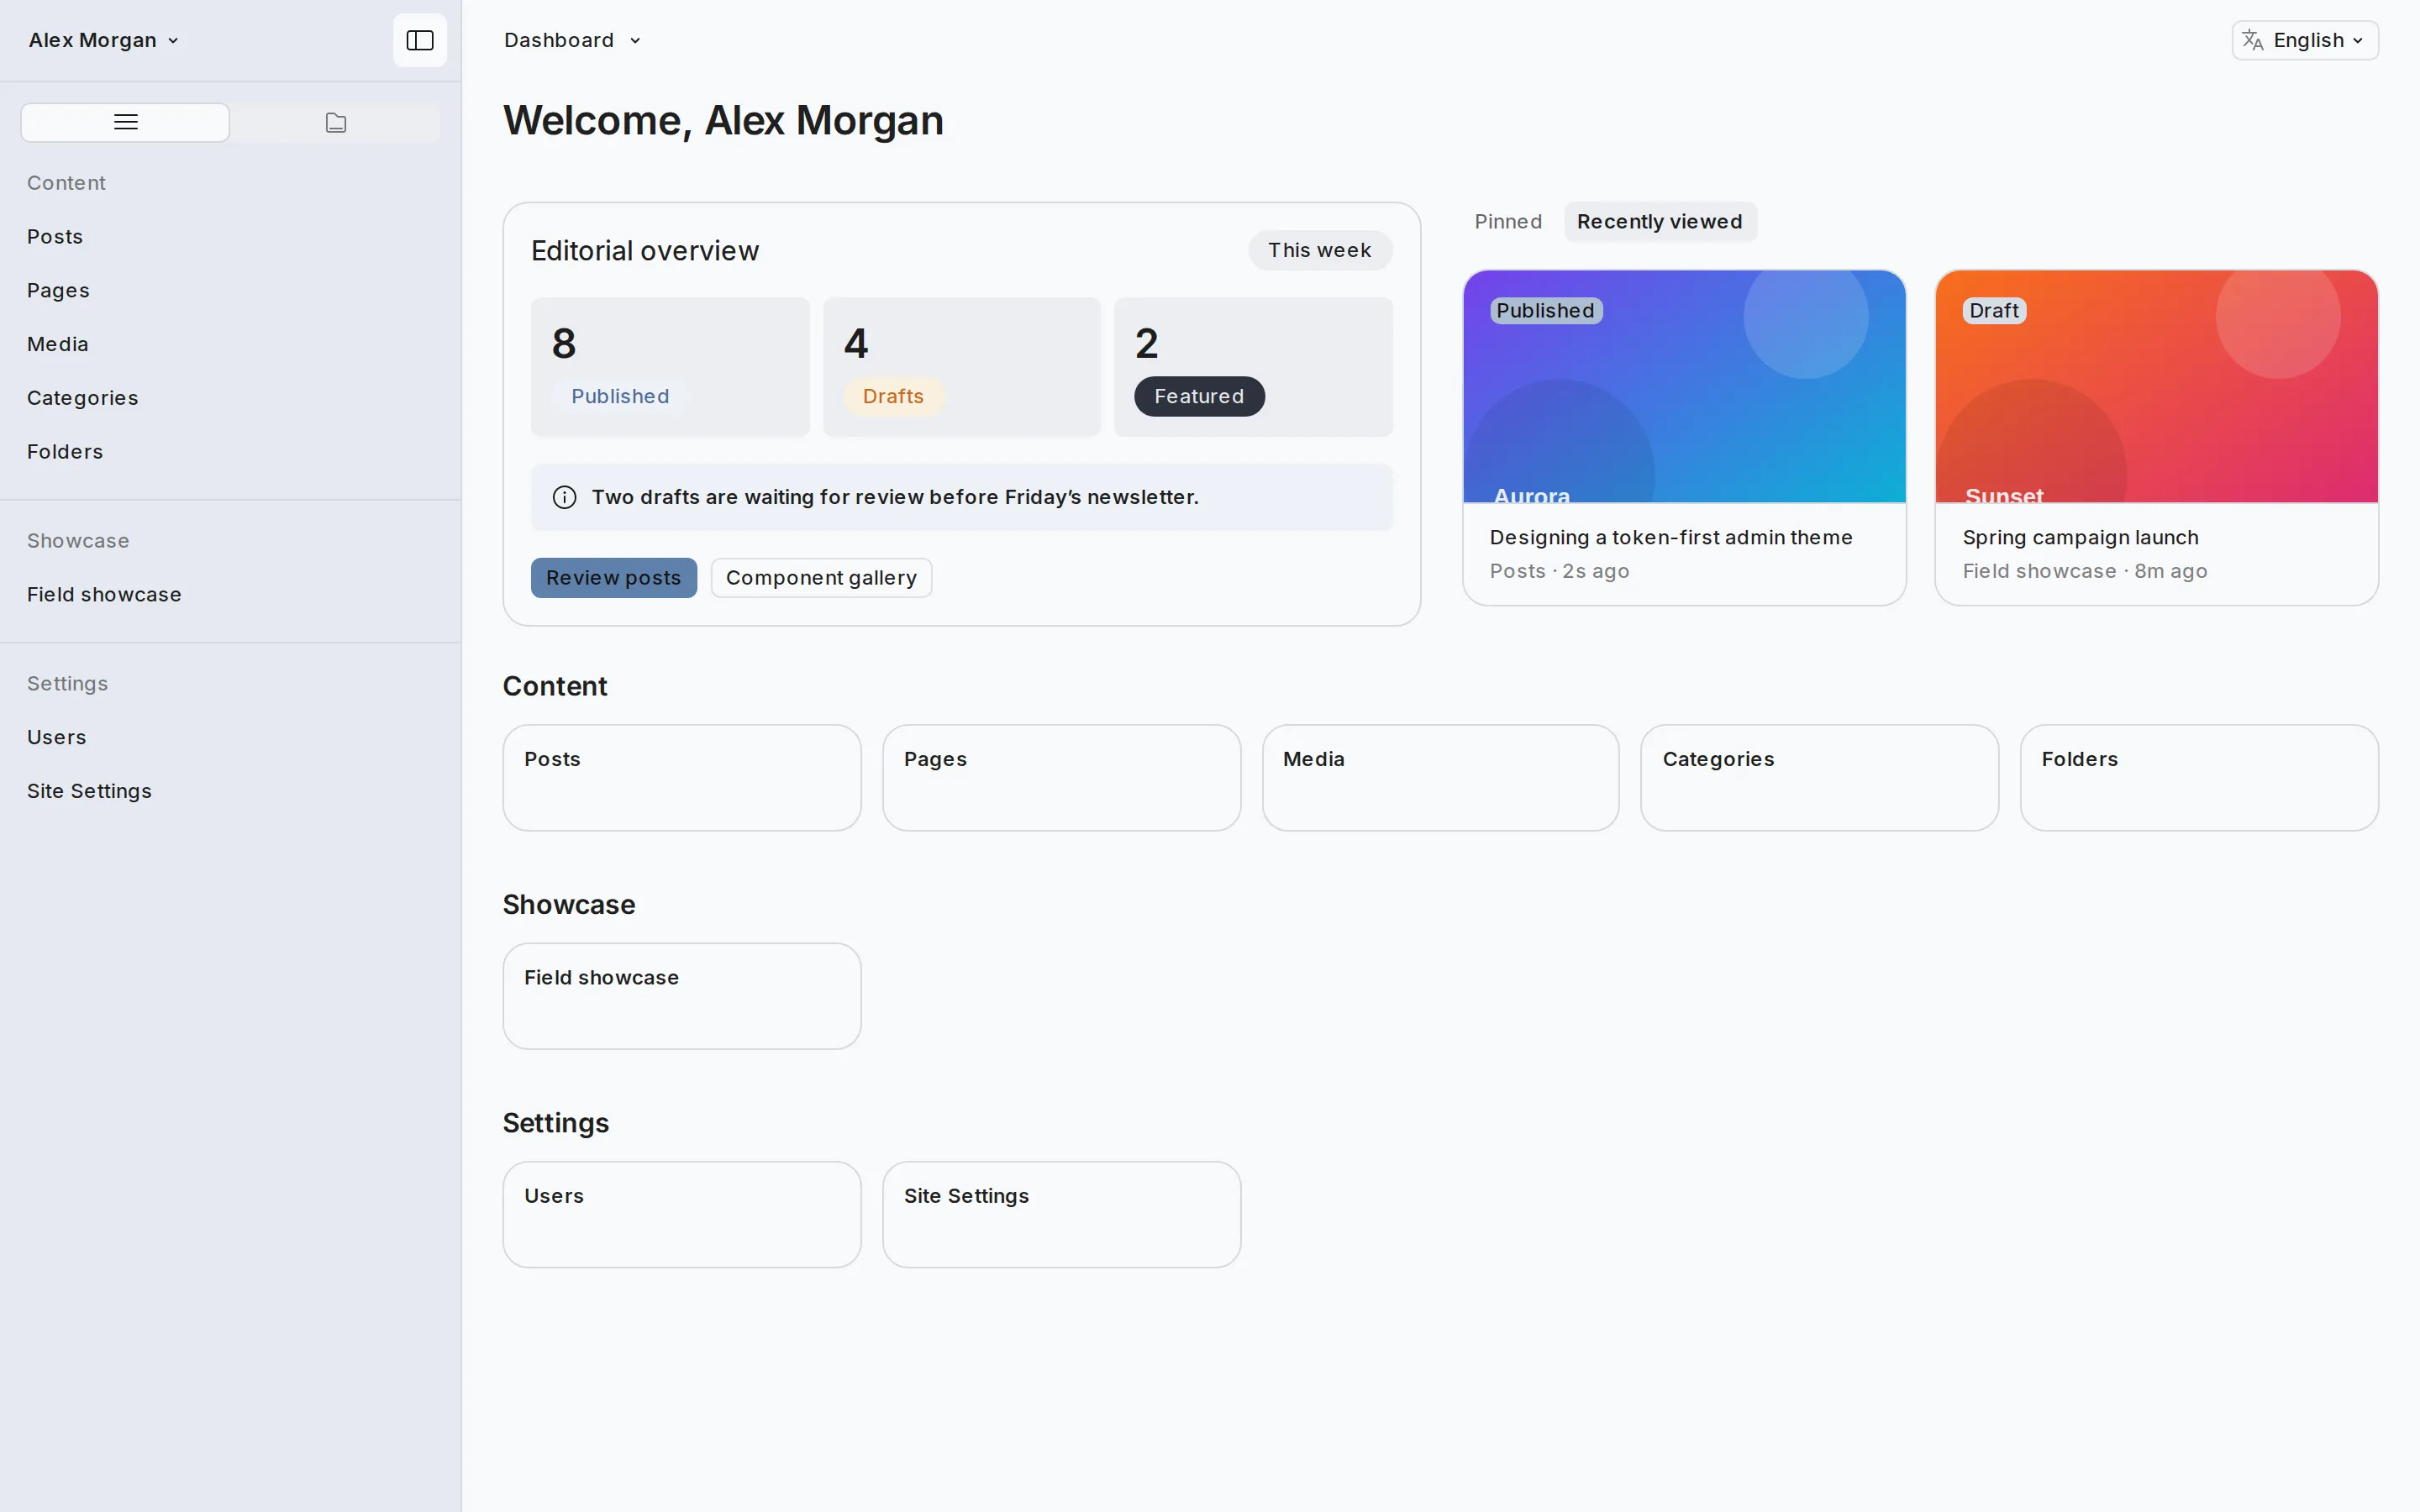 Alex Morgan
Content
Posts
Pages
Media
Categories
Folders
Showcase
Field showcase
Settings
Users
Site Settings
Dashboard
English
Welcome, Alex Morgan
Editorial overview
This week
8
Published
4
Drafts
2
Featured
Two drafts are waiting for review before Friday’s newsletter.
Review posts
Component gallery
Pinned
Recently viewed
Published
Aurora
Designing a token-first admin theme
Posts · 2s ago
Draft
Sunset
Spring campaign launch
Field showcase · 8m ago
Content
Posts
Pages
Media
Categories
Folders
Showcase
Field showcase
Settings
Users
Site Settings